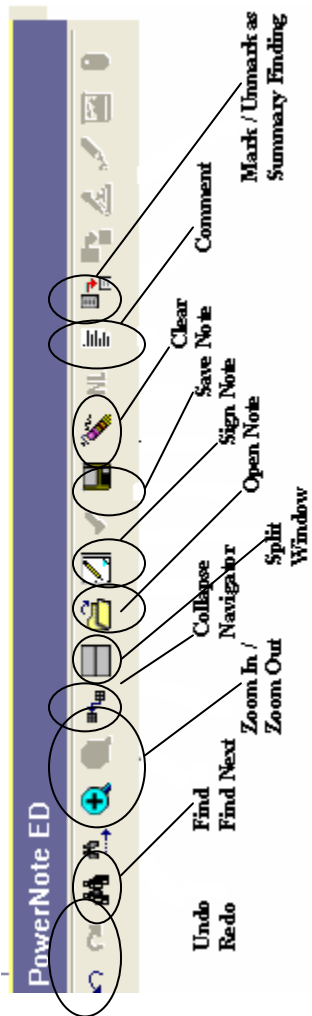 PowerNote ED
NL
Undo
Redo
Find
Find Next
Zoom In /
Zoom Out
Collapse
Navigator
Split
Window
Open Note
Sign Note
Save
Note
Clear
Comment
Mark / Unmark as
Summary Finding